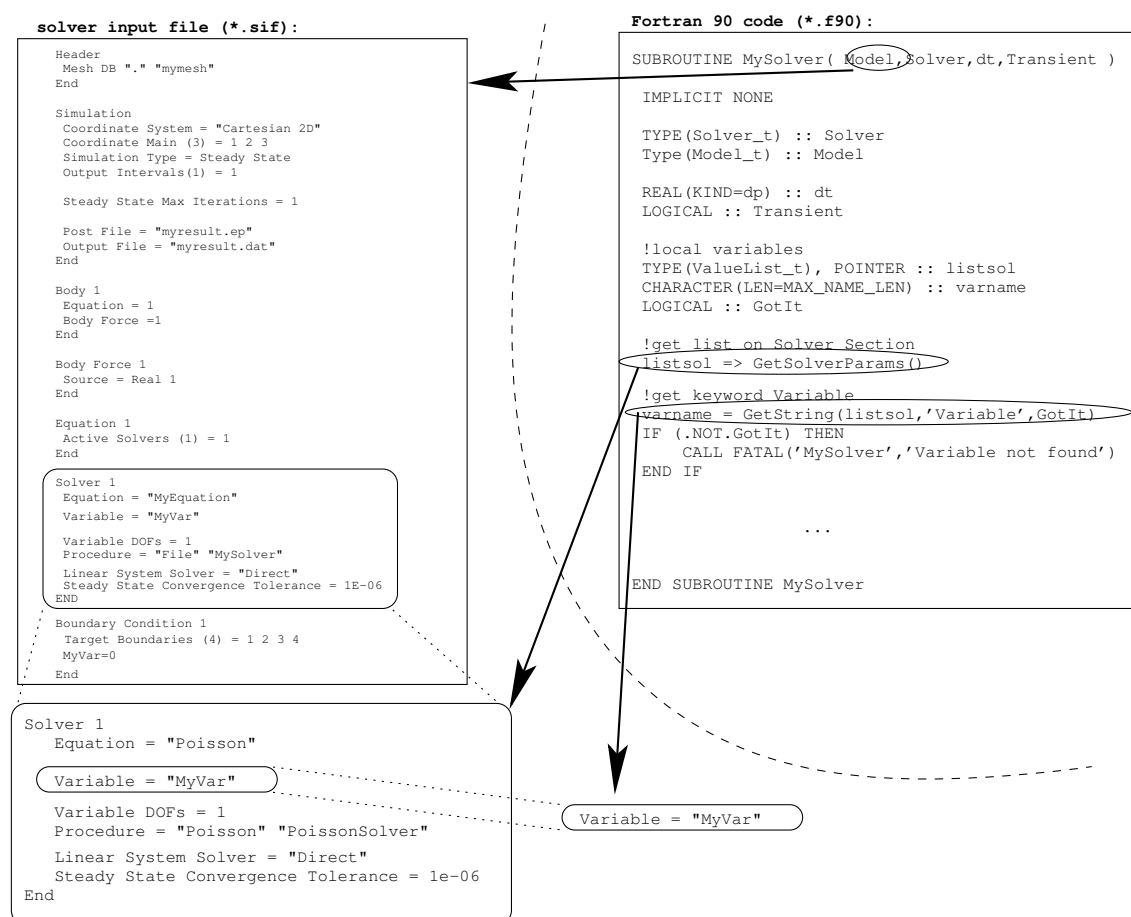 solver input file (*.sif):
Header
Mesh DB "." "mymesh"
End
Simulation
Coordinate System = "Cartesian 2D"
Coordinate Main (3) = 1 2 3
Simulation Type = Steady State
Output Intervals(1) = 1
Steady State Max Iterations = 1
Post File = "myresult.ep"
Output File = "myresult.dat"
End
Body 1
Equation = 1
Body Force =1
End
Body Force 1
Source = Real 1
End
Equation 1
Active Solvers (1) = 1
End
Solver 1
Equation = "MyEquation"
Variable = "MyVar"
Variable DOFs = 1
Procedure = "File" "MySolver"
Linear System Solver = "Direct"
Steady State Convergence Tolerance = 1E-06
END
Boundary Condition 1
Target Boundaries (4) = 1 2 3 4
MyVar=0
End
Fortran 90 code (*.f90):
SUBROUTINE MySolver( Model,Solver,dt,Transient )
IMPLICIT NONE
TYPE(Solver_t) :: Solver
Type(Model_t) :: Model
REAL(KIND=dp) :: dt
LOGICAL :: Transient
!local variables
TYPE(ValueList_t), POINTER :: listsol
CHARACTER(LEN=MAX_NAME_LEN) :: varname
LOGICAL :: GotIt
!get list on Solver Section
listsol => GetSolverParams()
!get keyword Variable
varname = GetString(listsol,'Variable',GotIt)
IF (.NOT.GotIt) THEN
CALL FATAL('MySolver','Variable not found')
END IF
...
END SUBROUTINE MySolver
Solver 1
Equation = "Poisson"
Variable = "MyVar"
Variable DOFs = 1
Procedure = "Poisson" "PoissonSolver"
Linear System Solver = "Direct"
Steady State Convergence Tolerance = 1e-06
End
Variable = "MyVar"